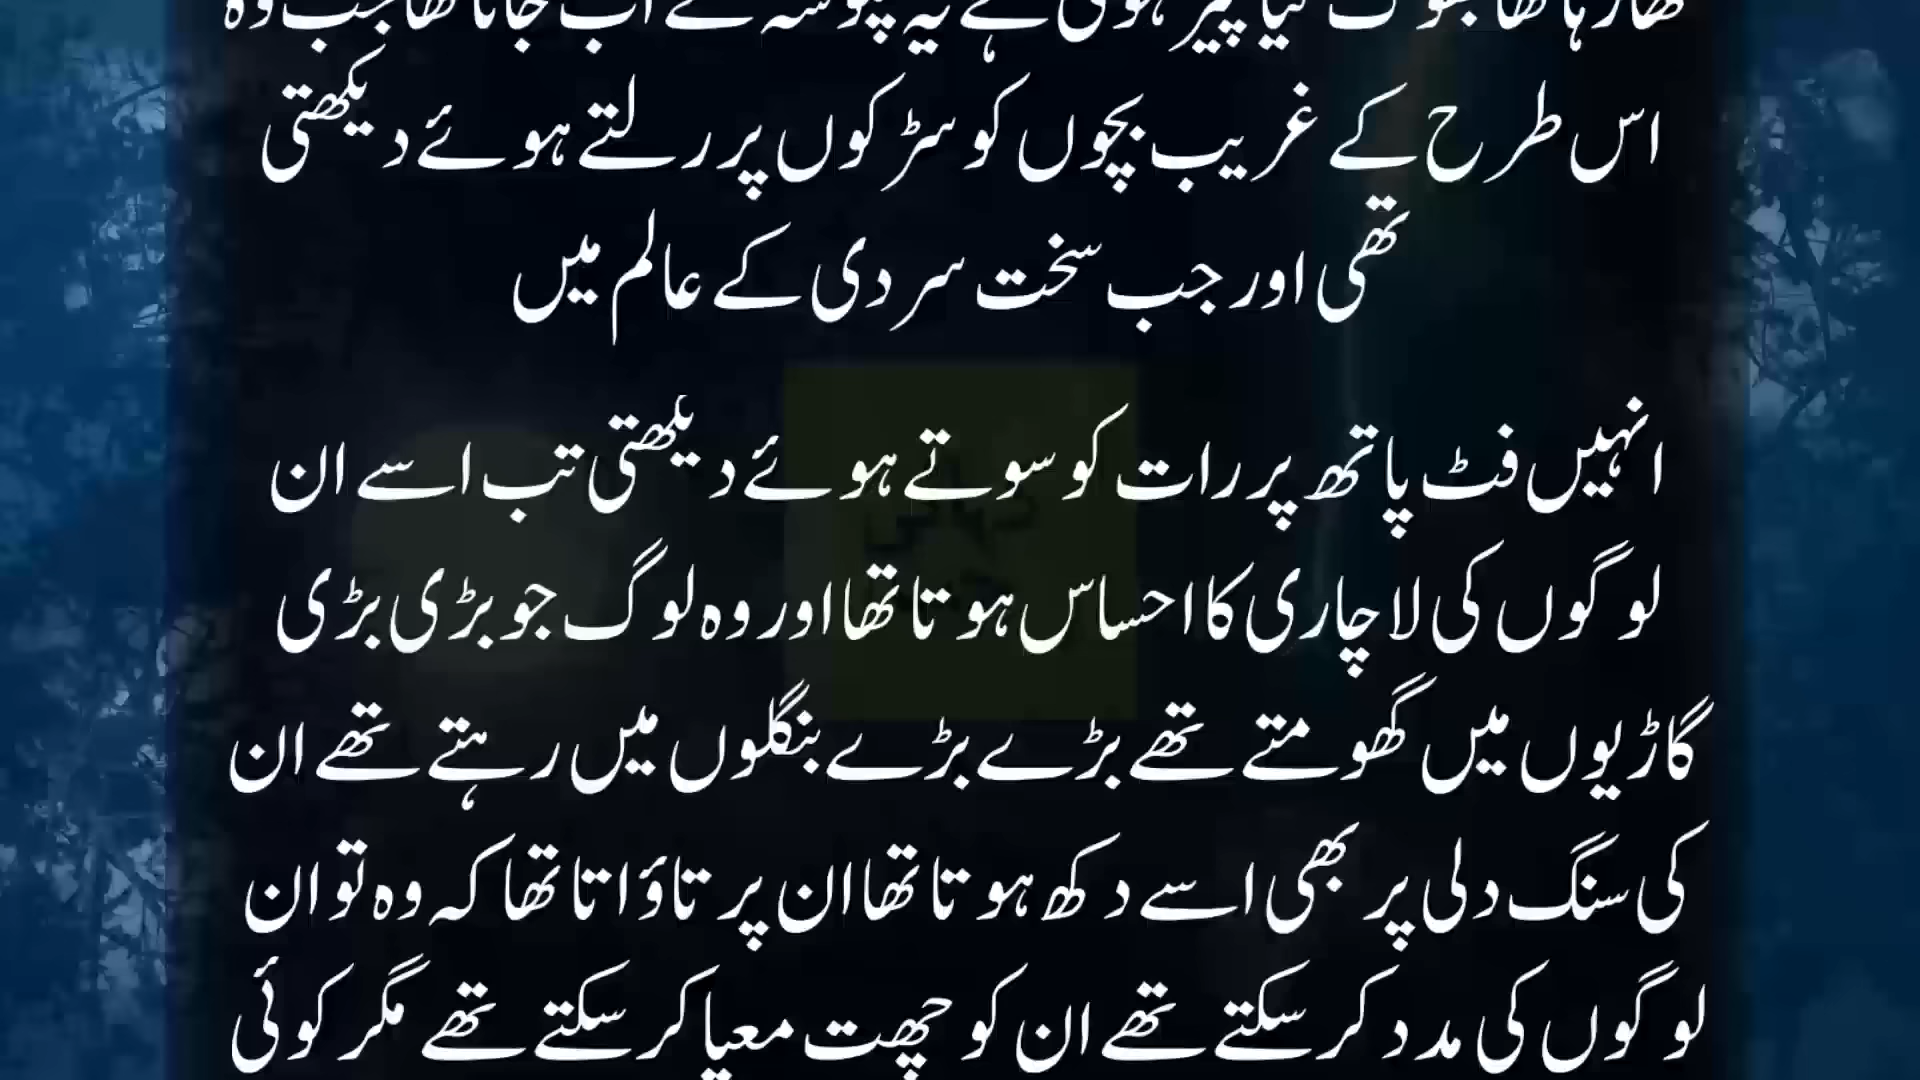 اس طرح کے غریب بچوں کو سڑکوں پر رلتے ہوئے دیکھتی
تھی اور جب سخت سردی کے عالم میں
انہیں فٹ پاتھ پر رات کو سوتے ہوئے دیکھتی تب اسے ان
لوگوں کی لاچاری کا احساس ہوتا تھا اور وہ لوگ جو بڑی بڑی
گاڑیوں میں گھومتے تھے بڑے بڑے بنگلوں میں رہتے تھے ان
کی سنگ دلی پر بھی اسے دکھ ہوتا تھا ان پر تاؤ اتا تھا کہ وہ تو ان
لوگوں کی مدد کر سکتے تھے ان کو چھت معیا کر سکتے تھے مگر کوئی